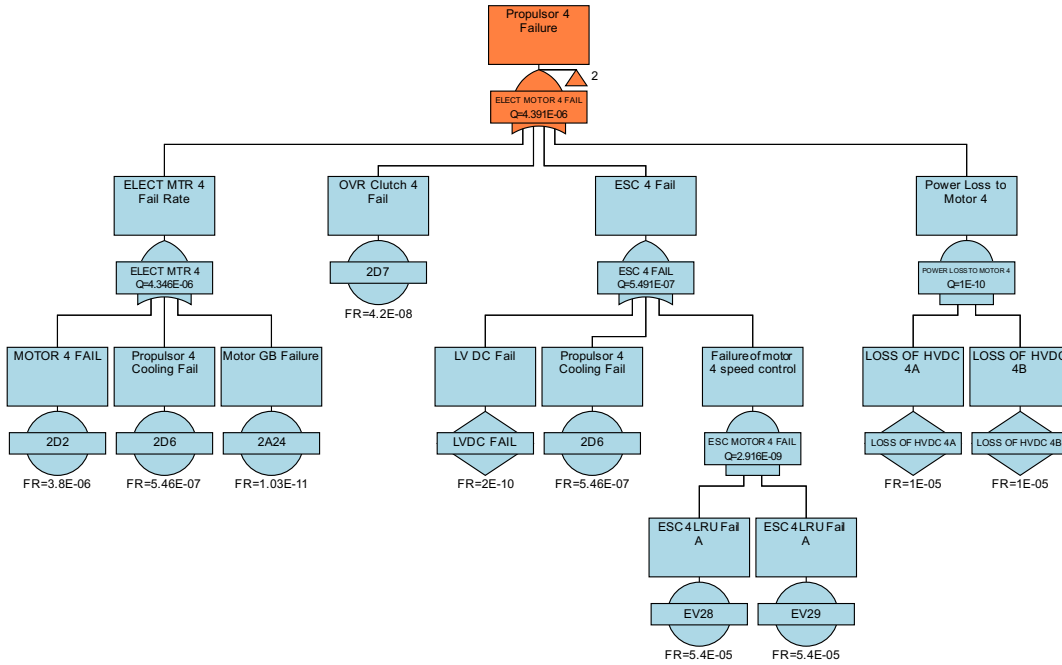 Propulsor 4
Failure
2
ELECT MOTOR 4 FAIL
Q=4.391E-06
ELECT MTR 4
Fail Rate
OVR Clutch 4
Fail
ESC 4 Fail
Power Loss to
Motor 4
ELECT MTR 4
Q=4.346E-06
2D7
FR=4.2E-08
ESC 4 FAIL
Q=5.491E-07
POWER LOSS TO MOTOR 4
Q=1E-10
MOTOR 4 FAIL
Propulsor 4
Cooling Fail
Motor GB Failure
LV DC Fail
Propulsor 4
Cooling Fail
Failure of motor
4 speed control
LOSS OF HVDC
4A
LOSS OF HVDC
4B
2D2
FR=3.8E-06
2D6
FR=5.46E-07
2A24
FR=1.03E-11
LVDC FAIL
FR=2E-10
2D6
FR=5.46E-07
ESC MOTOR 4 FAIL
Q=2.916E-09
LOSS OF HVDC 4A
FR=1E-05
LOSS OF HVDC 4B
FR=1E-05
ESC 4 LRU Fail
A
ESC 4 LRU Fail
A
EV28
FR=5.4E-05
EV29
FR=5.4E-05